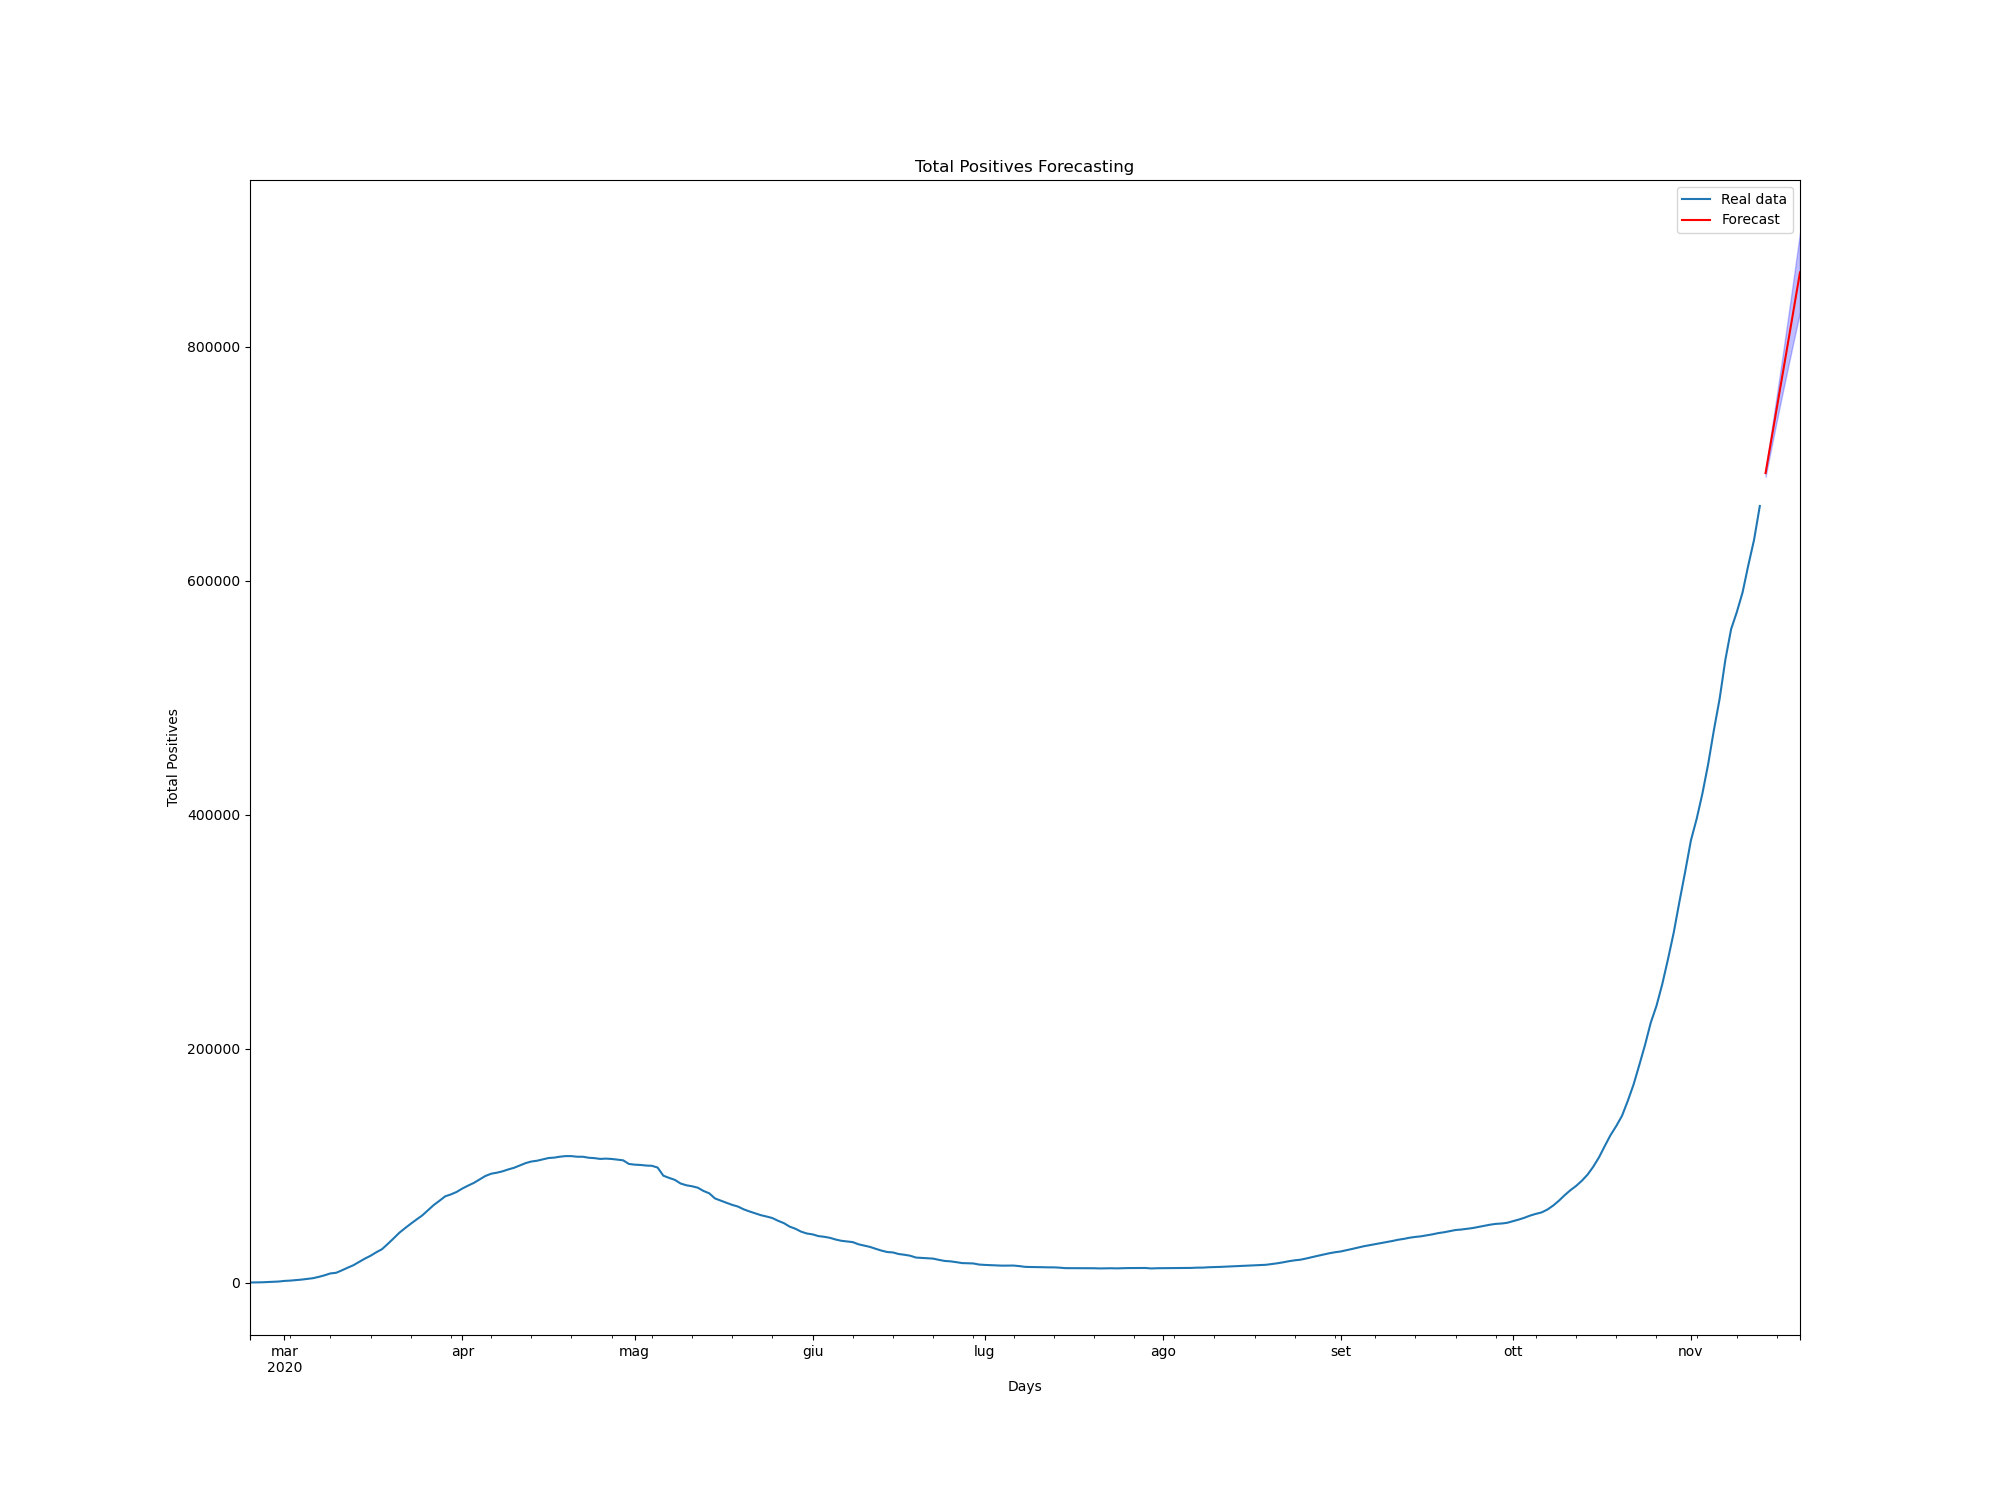 Total Positives Forecasting
Real data
Forecast
800000
600000
400000
200000
0
Total Positives
mar apr mag giu lug ago set ott nov
2020
Days